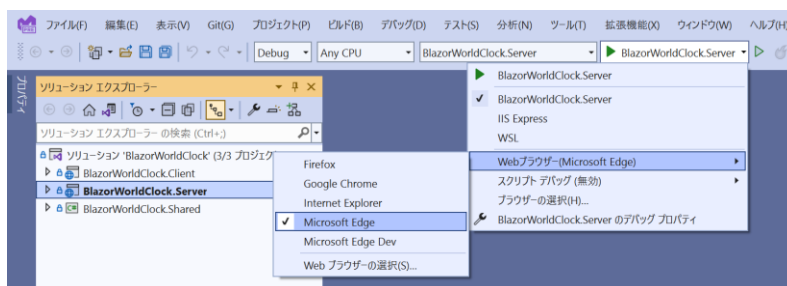 ファイル(F) 編集(E) 表示(V) Git(G) プロジェクト(P) ビルド(B) デバッグ(D) テスト(S) 分析(N) ツール(T) 拡張機能(X) ウィンドウ(W) ヘルプ(H)
Debug Any CPU BlazorWorldClock.Server BlazorWorldClock.Server
プロパティ
ソリューション エクスプローラー
ソリューション エクスプローラー の検索 (Ctrl+;)
ソリューション 'BlazorWorldClock' (3/3 プロジェク
BlazorWorldClock.Client
BlazorWorldClock.Server
BlazorWorldClock.Shared
BlazorWorldClock.Server
BlazorWorldClock.Server
IIS Express
WSL
Webブラウザー(Microsoft Edge)
スクリプト デバッグ (無効)
ブラウザーの選択(H)...
BlazorWorldClock.Server のデバッグ プロパティ
Firefox
Google Chrome
Internet Explorer
Microsoft Edge
Microsoft Edge Dev
Web ブラウザーの選択(S)...